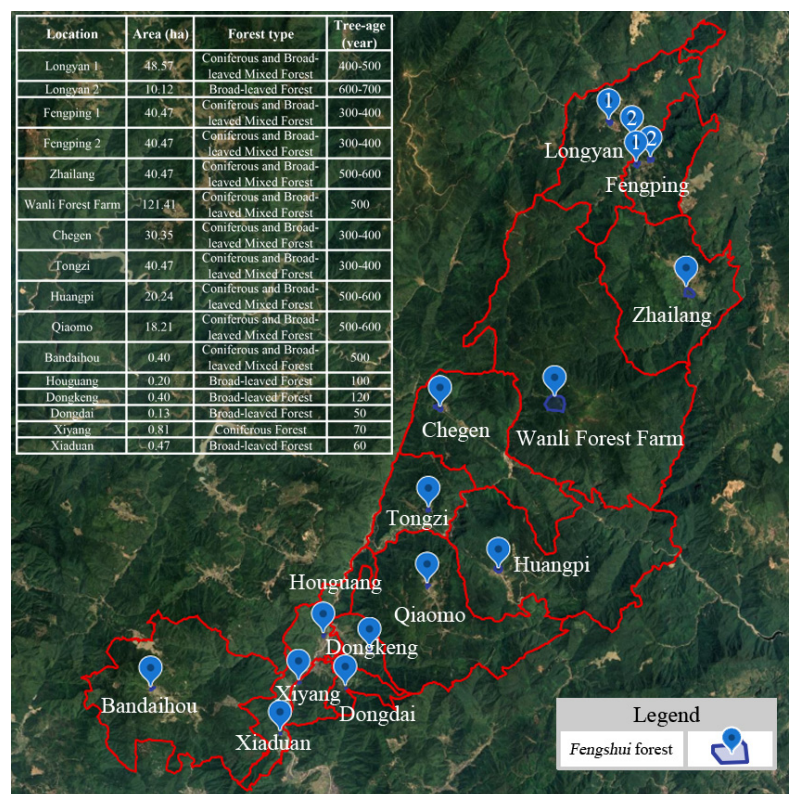 Location Area (ha) Forest type Tree-age (year)
Longyan 1 48.57 Coniferous and Broad-leaved Mixed Forest 400-500
Longyan 2 10.12 Broad-leaved Forest 600-700
Fengping 1 40.47 Coniferous and Broad-leaved Mixed Forest 300-400
Fengping 2 40.47 Coniferous and Broad-leaved Mixed Forest 300-400
Zhailang 40.47 Coniferous and Broad-leaved Mixed Forest 500-600
Wanli Forest Farm 121.41 Coniferous and Broad-leaved Mixed Forest 500
Chegen 30.35 Coniferous and Broad-leaved Mixed Forest 300-400
Tongzi 40.47 Coniferous and Broad-leaved Mixed Forest 300-400
Huangpi 20.24 Coniferous and Broad-leaved Mixed Forest 500-600
Qiaomo 18.21 Coniferous and Broad-leaved Mixed Forest 500-600
Bandaihou 0.40 Coniferous and Broad-leaved Mixed Forest 500
Houguang 0.20 Broad-leaved Forest 100
Dongkeng 0.40 Broad-leaved Forest 120
Dongdai 0.13 Broad-leaved Forest 50
Xiyang 0.81 Coniferous Forest 70
Xiaduan 0.47 Broad-leaved Forest 60
1
2
1 2
Longyan
Fengping
Zhailang
Chegen
Wanli Forest Farm
Tongzi
Huangpi
Houguang
Qiaomo
Dongkeng
Xiyang
Bandaihou
Dongdai
Xiaduan
Legend
Fengshui forest